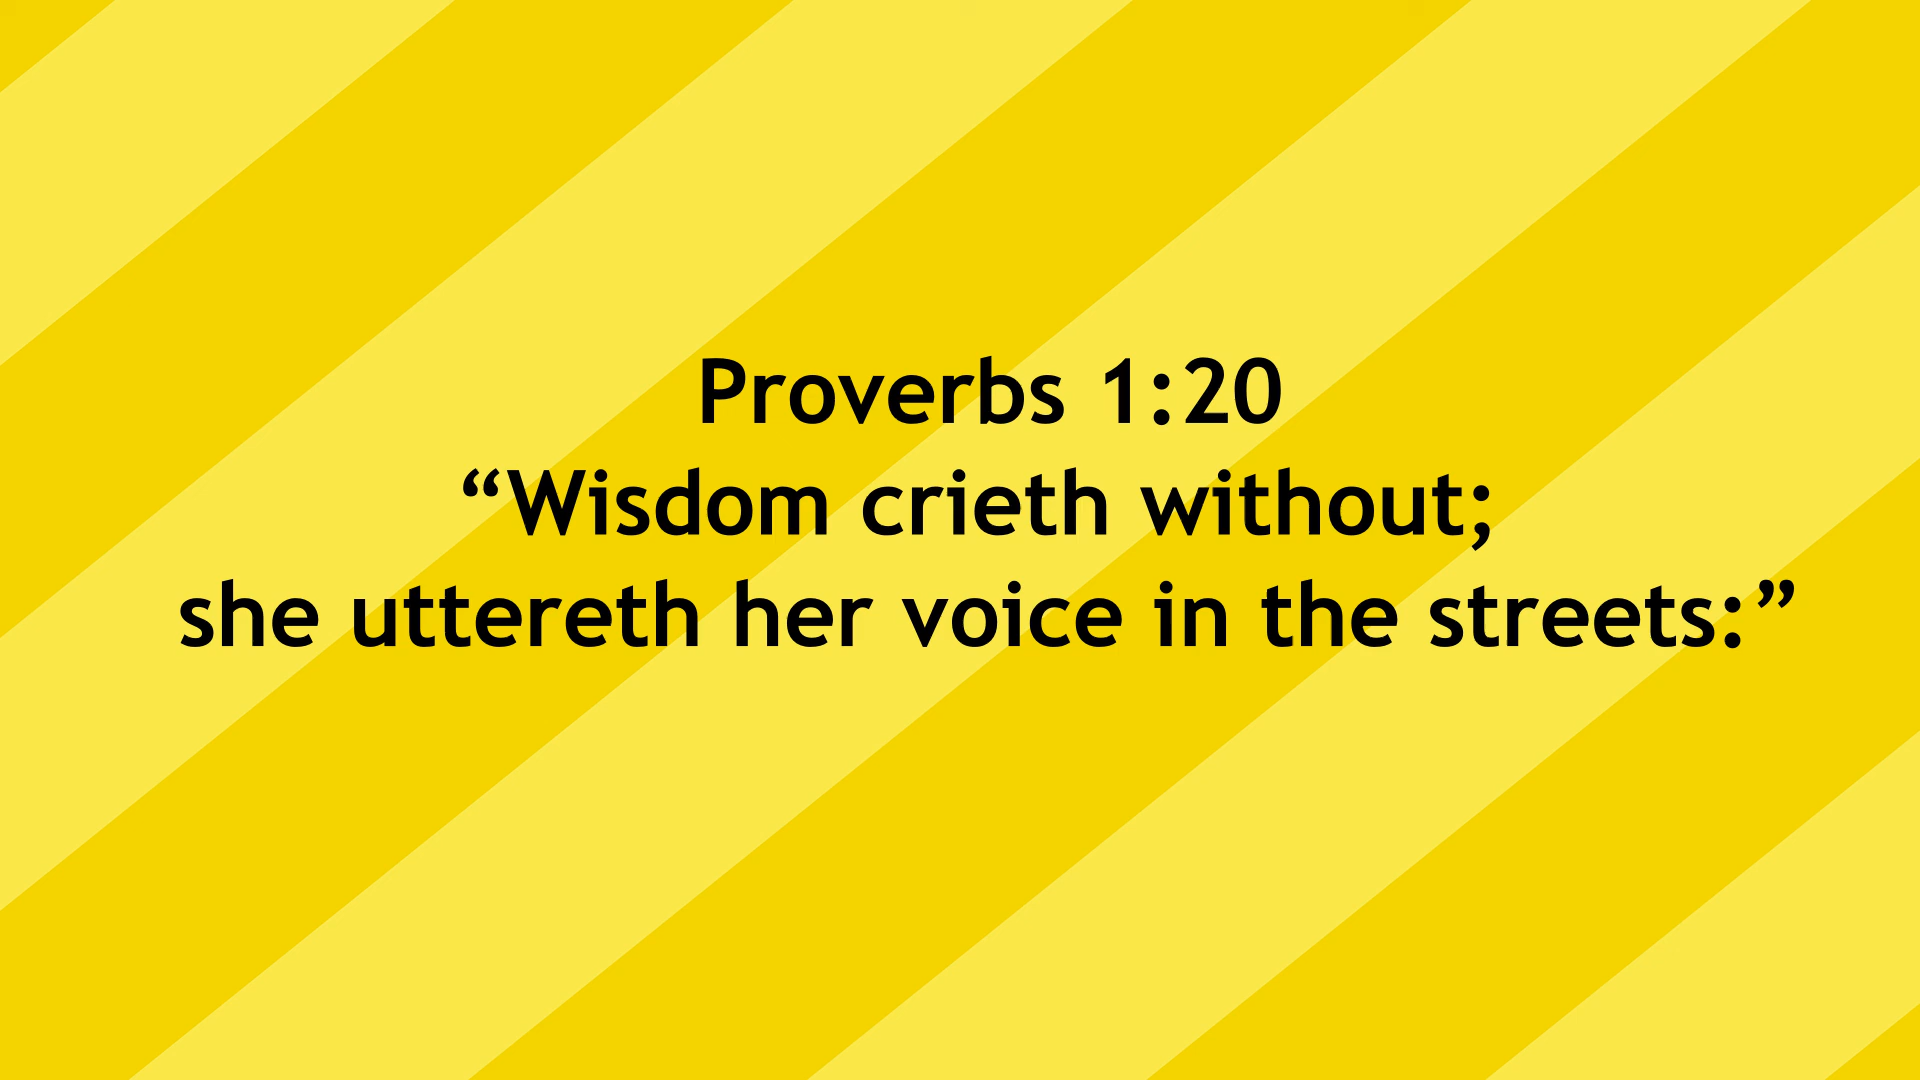 Proverbs 1:20
“Wisdom crieth without;
she uttereth her voice in the streets:”